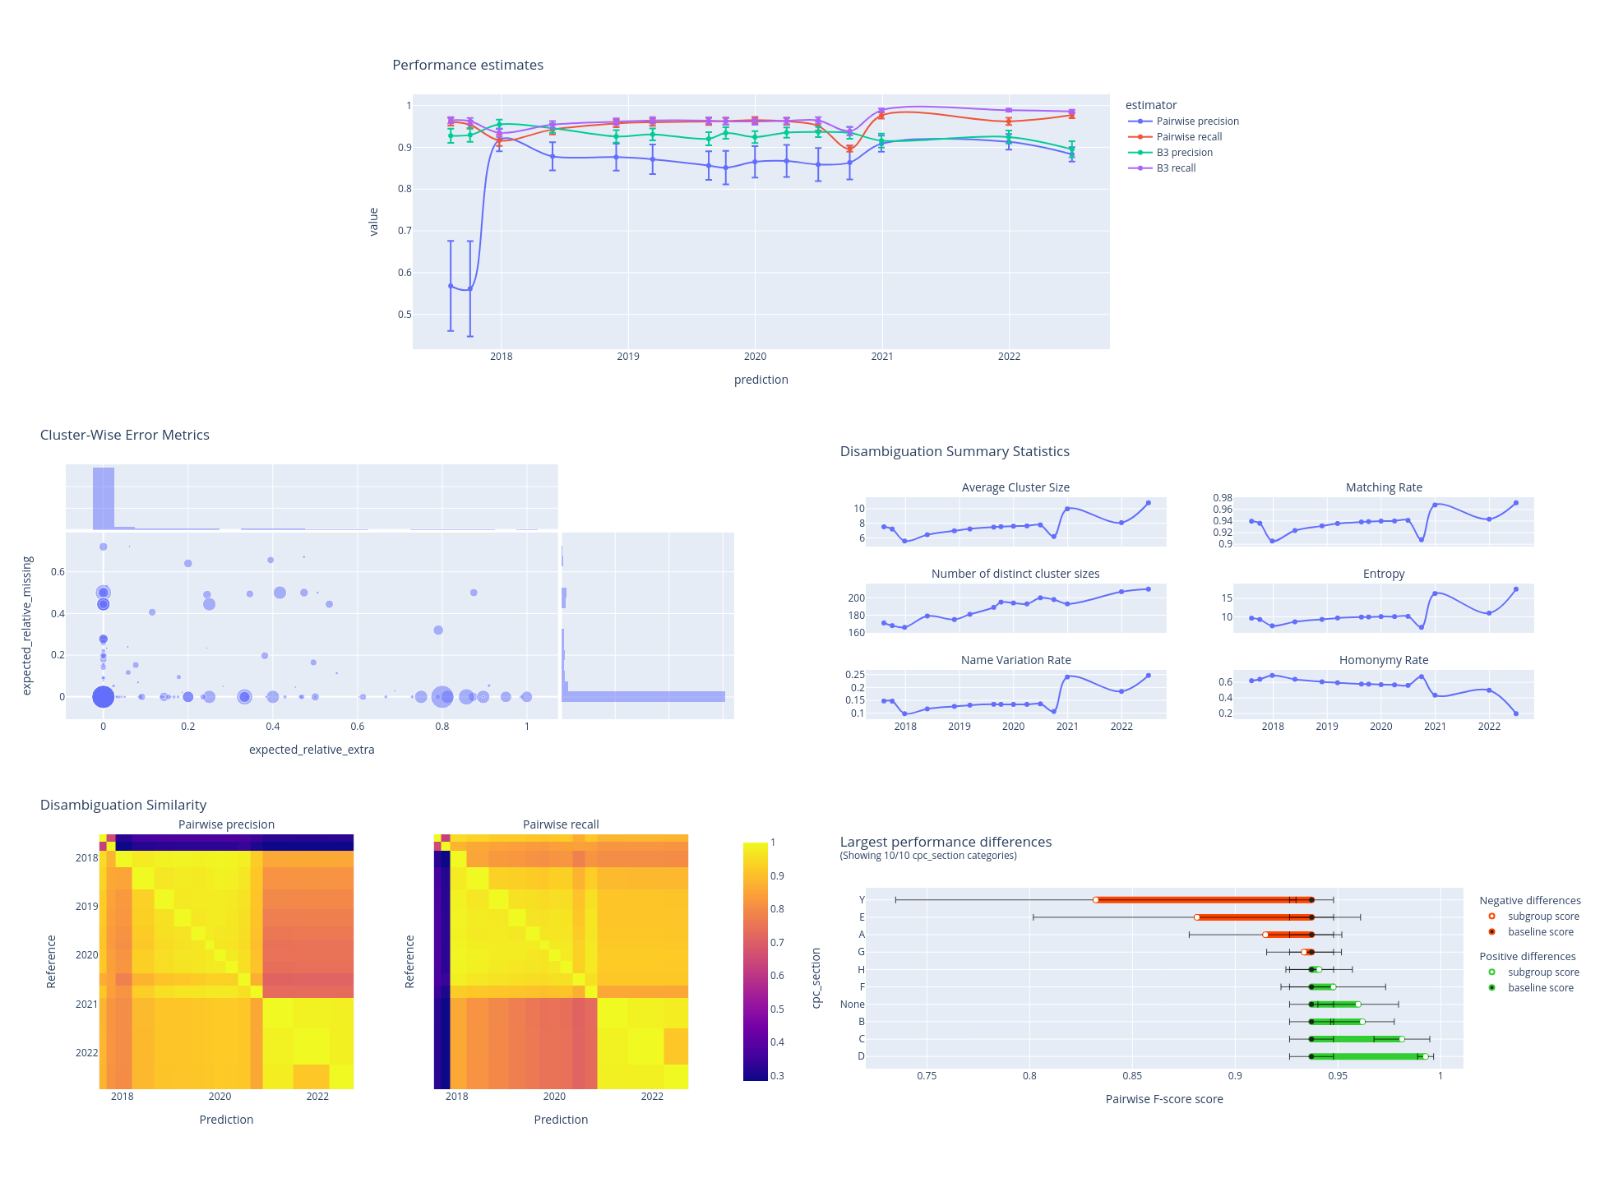 Performance estimates
value
1
0.9
0.8
0.7
0.6
0.5
2018 2019 2020 2021 2022
prediction
estimator
Pairwise precision
Pairwise recall
B3 precision
B3 recall
Cluster-Wise Error Metrics
expected_relative_missing
0.6
0.4
0.2
0
0 0.2 0.4 0.6 0.8 1
expected_relative_extra
Disambiguation Summary Statistics
Average Cluster Size
10
8
6
Matching Rate
0.98
0.96
0.94
0.92
0.9
Number of distinct cluster sizes
200
180
160
Entropy
15
10
Name Variation Rate
0.25
0.2
0.15
0.1
2018 2019 2020 2021 2022
Homonymy Rate
0.6
0.4
0.2
2018 2019 2020 2021 2022
Disambiguation Similarity
Pairwise precision
Reference
2018
2019
2020
2021
2022
2018 2020 2022
Prediction
Pairwise recall
Reference
2018 2020 2022
Prediction
1
0.9
0.8
0.7
0.6
0.5
0.4
0.3
Largest performance differences
(Showing 10/10 cpc_section categories)
cpc_section
Y
E
A
G
H
F
None
B
C
D
0.75 0.8 0.85 0.9 0.95 1
Pairwise F-score score
Negative differences
subgroup score
baseline score
Positive differences
subgroup score
baseline score